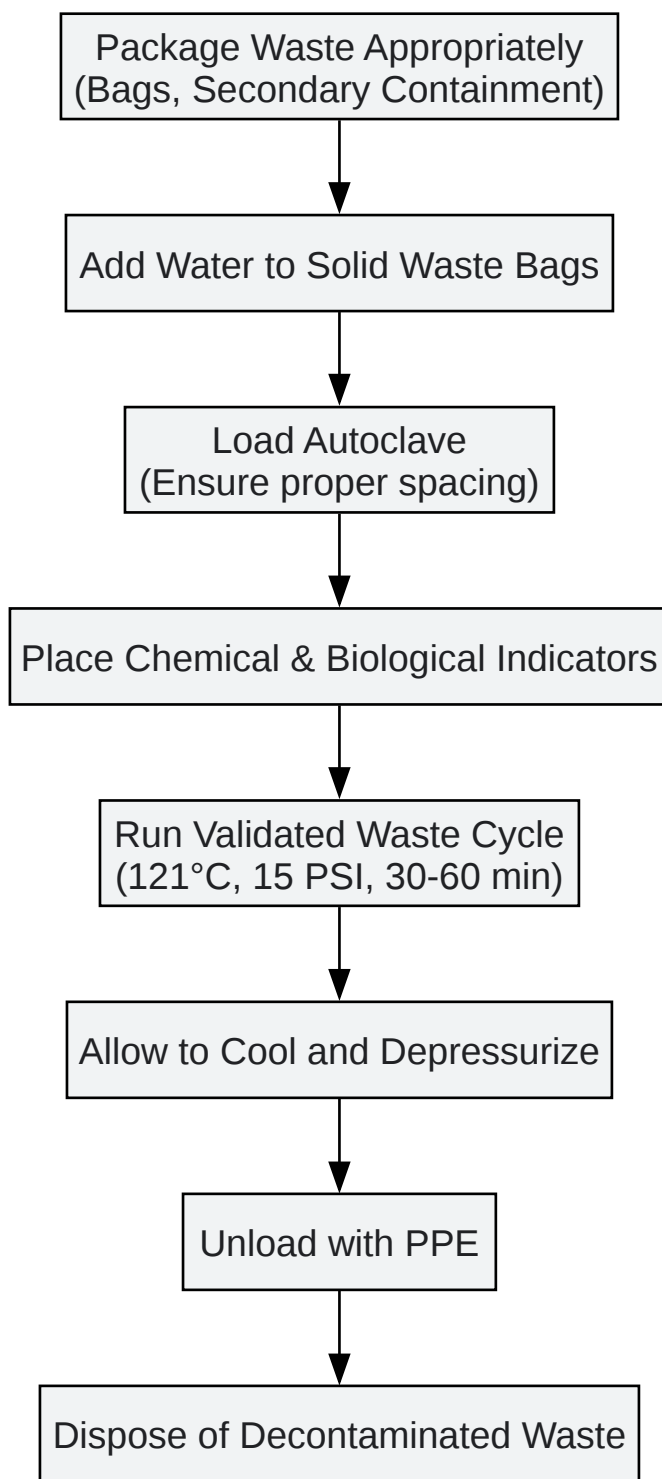 Package Waste Appropriately
(Bags, Secondary Containment)
Add Water to Solid Waste Bags
Load Autoclave
(Ensure proper spacing)
Place Chemical & Biological Indicators
Run Validated Waste Cycle
(121°C, 15 PSI, 30-60 min)
Allow to Cool and Depressurize
Unload with PPE
Dispose of Decontaminated Waste